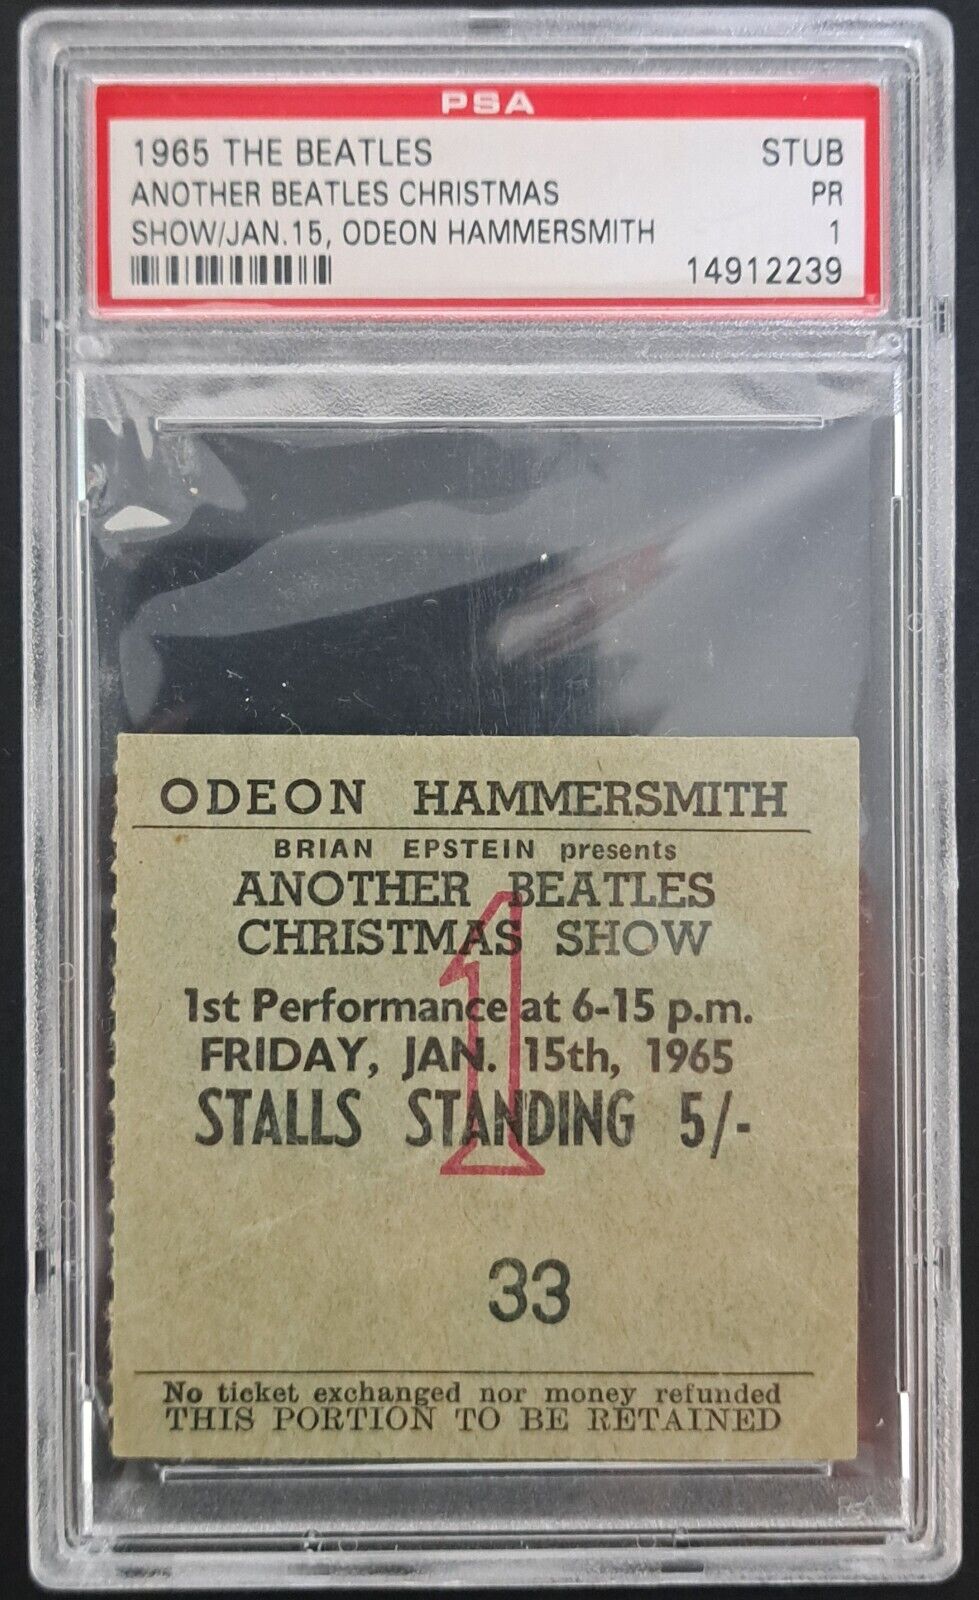 PSA
1965 THE BEATLES STUB
ANOTHER BEATLES CHRISTMAS PR
SHOW/JAN.15, ODEON HAMMERSMITH 1
14912239
ODEON HAMMERSMITH
BRIAN EPSTEIN presents
ANOTHER BEATLES
CHRISTMAS SHOW
1
1st Performance at 6-15 p.m.
FRIDAY, JAN. 15th, 1965
STALLS STANDING 5/-
33
No ticket exchanged nor money refunded
THIS PORTION TO BE RETAINED
PSA